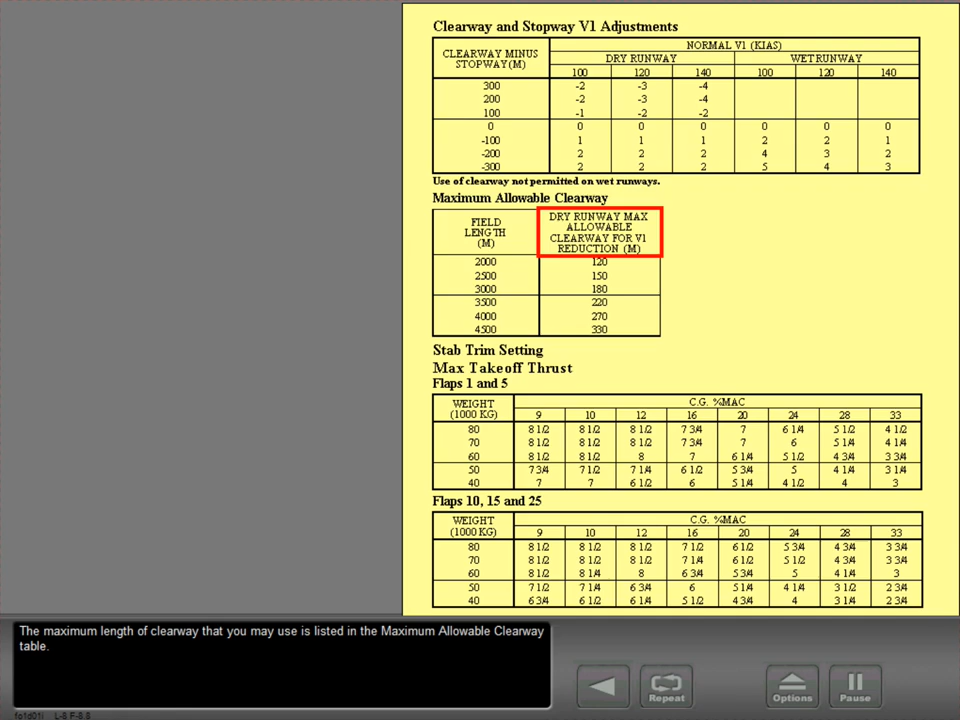 Clearway and Stopway V1 Adjustments
CLEARWAY MINUS STOPWAY (M) NORMAL V1 (KIAS)
DRY RUNWAY WET RUNWAY
100 120 140 100 120 140
300 -2 -3 -4
200 -2 -3 -4
100 -1 -2 -2
0 0 0 0 0 0 0
-100 1 1 1 2 2 1
-200 2 2 2 4 3 2
-300 2 2 2 5 4 3
Use of clearway not permitted on wet runways.
Maximum Allowable Clearway
FIELD LENGTH (M) DRY RUNWAY MAX ALLOWABLE CLEARWAY FOR V1 REDUCTION (M)
2000 120
2500 150
3000 180
3500 220
4000 270
4500 330
Stab Trim Setting
Max Takeoff Thrust
Flaps 1 and 5
WEIGHT (1000 KG) C.G. %MAC
9 10 12 16 20 24 28 33
80 8 1/2 8 1/2 8 1/2 7 3/4 7 6 1/4 5 1/2 4 1/2
70 8 1/2 8 1/2 8 1/2 7 3/4 7 6 5 1/4 4 1/4
60 8 1/2 8 1/2 8 7 6 1/4 5 1/2 4 3/4 3 3/4
50 7 3/4 7 1/2 7 1/4 6 1/2 5 3/4 5 4 1/4 3 1/4
40 7 7 6 1/2 6 5 1/4 4 1/2 4 3
Flaps 10, 15 and 25
WEIGHT (1000 KG) C.G. %MAC
9 10 12 16 20 24 28 33
80 8 1/2 8 1/2 8 1/2 7 1/2 6 1/2 5 3/4 4 3/4 3 3/4
70 8 1/2 8 1/2 8 1/2 7 1/4 6 1/2 5 1/2 4 3/4 3 3/4
60 8 1/2 8 1/4 8 6 3/4 5 3/4 5 4 1/4 3
50 7 1/2 7 1/4 6 3/4 6 5 1/4 4 1/4 3 1/2 2 3/4
40 6 3/4 6 1/2 6 1/4 5 1/2 4 3/4 4 3 1/4 2 3/4
The maximum length of clearway that you may use is listed in the Maximum Allowable Clearway
table.
Repeat Options Pause